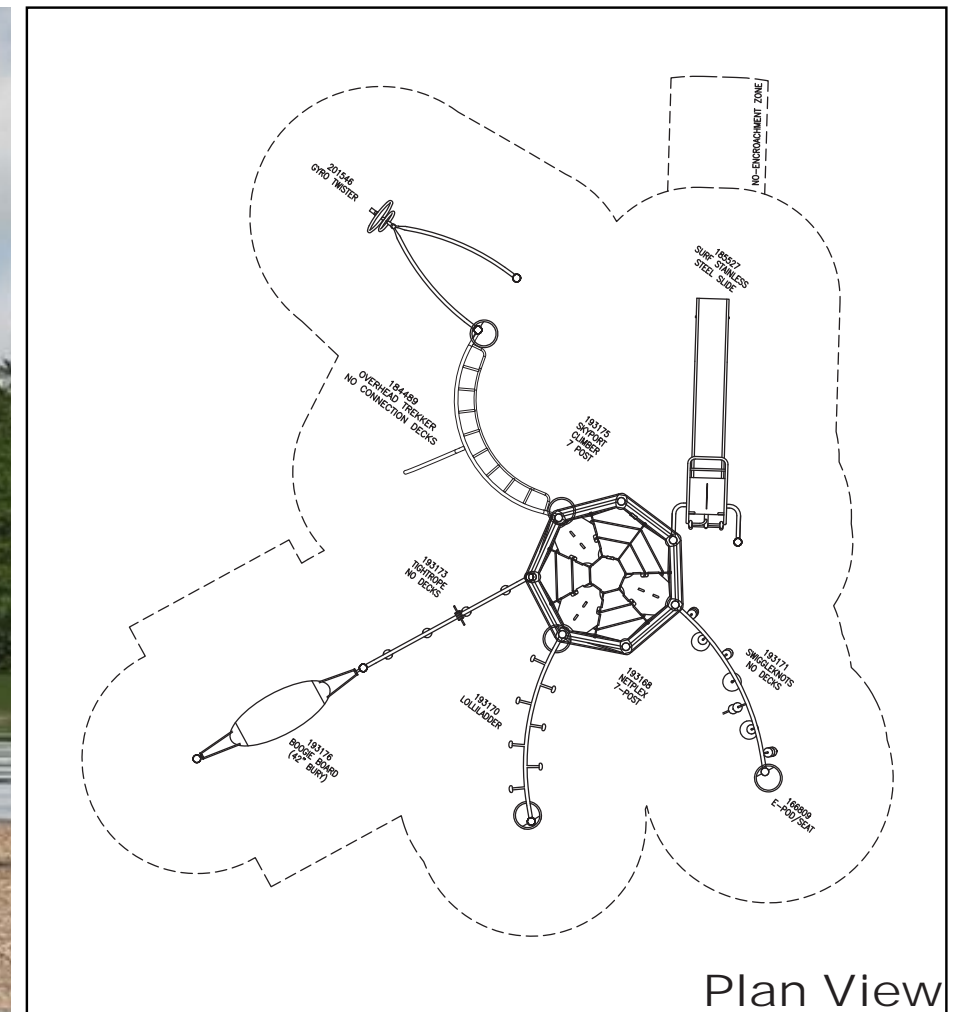 NO-ENCROACHMENT ZONE
201546
GYRO TWISTER
185527
SURF STAINLESS
STEEL SLIDE
184489
OVERHEAD TREKKER
NO CONNECTION DECKS
193175
SKYPORT
CLIMBER
7 POST
193173
TIGHTROPE
NO DECKS
193171
SWIGGLEKNOTS
NO DECKS
193168
NETPLEX
7-POST
193170
LOLLILADDER
193176
BOOGIE BOARD
(42" BURY)
166809
E-POD/SEAT
Plan View